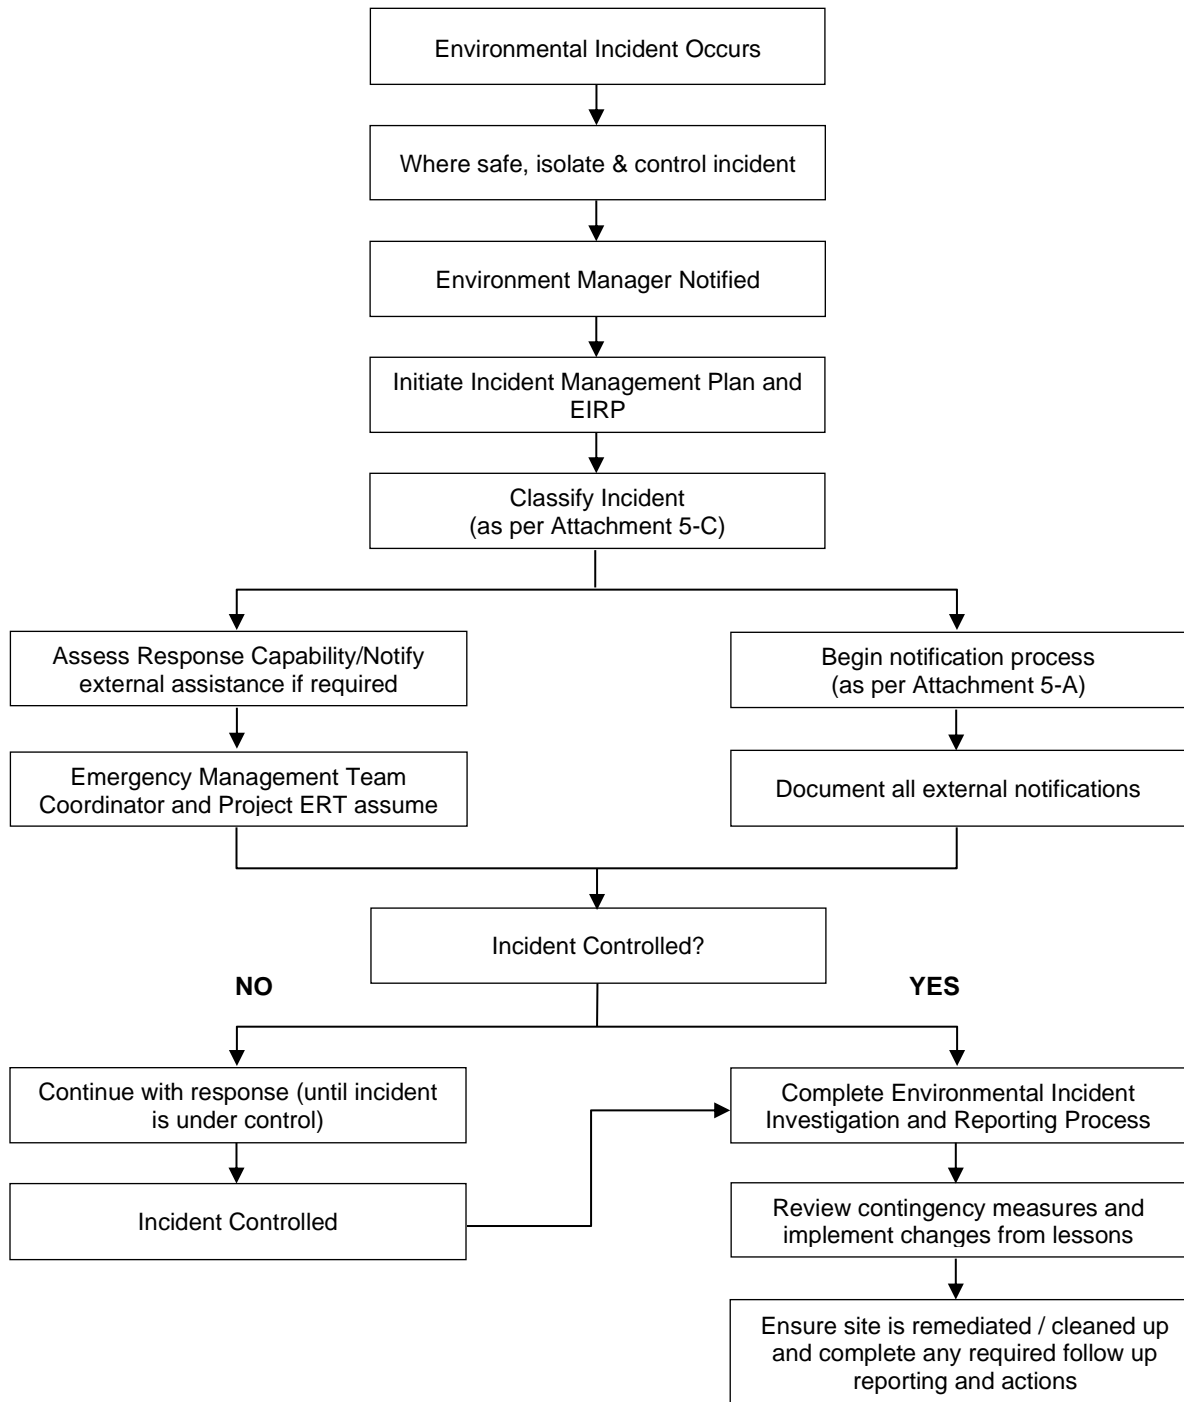 Environmental Incident Occurs
Where safe, isolate & control incident
Environment Manager Notified
Initiate Incident Management Plan and
EIRP
Classify Incident
(as per Attachment 5-C)
Assess Response Capability/Notify
external assistance if required
Begin notification process
(as per Attachment 5-A)
Emergency Management Team
Coordinator and Project ERT assume
Document all external notifications
Incident Controlled?
NO
YES
Continue with response (until incident
is under control)
Complete Environmental Incident
Investigation and Reporting Process
Incident Controlled
Review contingency measures and
implement changes from lessons
Ensure site is remediated / cleaned up
and complete any required follow up
reporting and actions